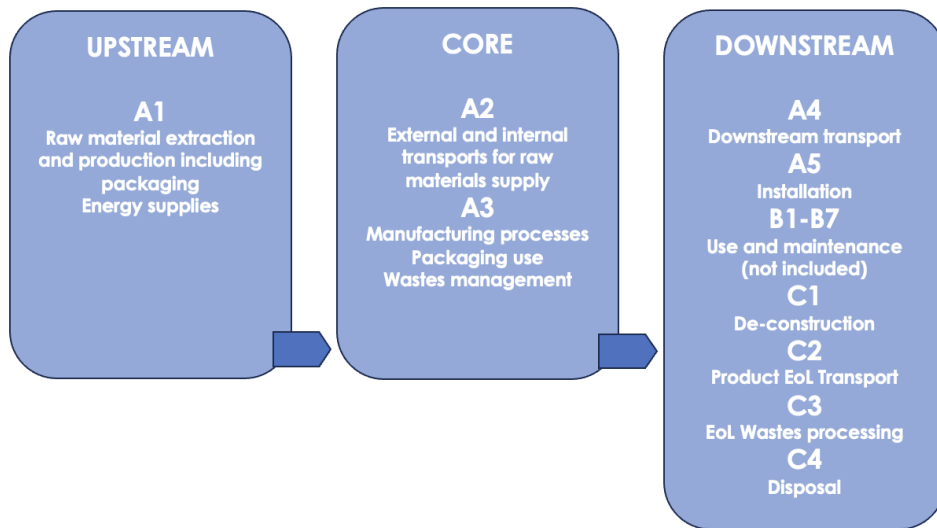 UPSTREAM
A1
Raw material extraction
and production including
packaging
Energy supplies
CORE
A2
External and internal
transports for raw
materials supply
A3
Manufacturing processes
Packaging use
Wastes management
DOWNSTREAM
A4
Downstream transport
A5
Installation
B1-B7
Use and maintenance
(not included)
C1
De-construction
C2
Product EoL Transport
C3
EoL Wastes processing
C4
Disposal